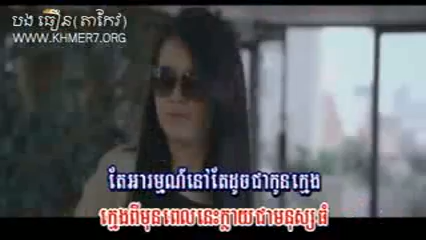 បង ធឿន(តាកែវ)
WWW.KHMER7.ORG
តែអារម្មណ៍នៅតែដូចជាកូនក្មេង
ក្មេងពីមុន ពេលនេះក្លាយជាមនុស្សធំ